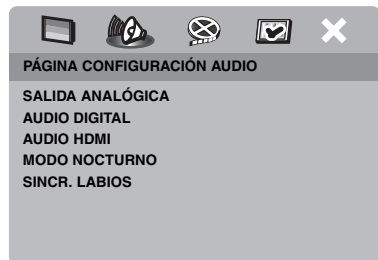 PÁGINA CONFIGURACIÓN AUDIO
SALIDA ANALÓGICA
AUDIO DIGITAL
AUDIO HDMI
MODO NOCTURNO
SINCR. LABIOS